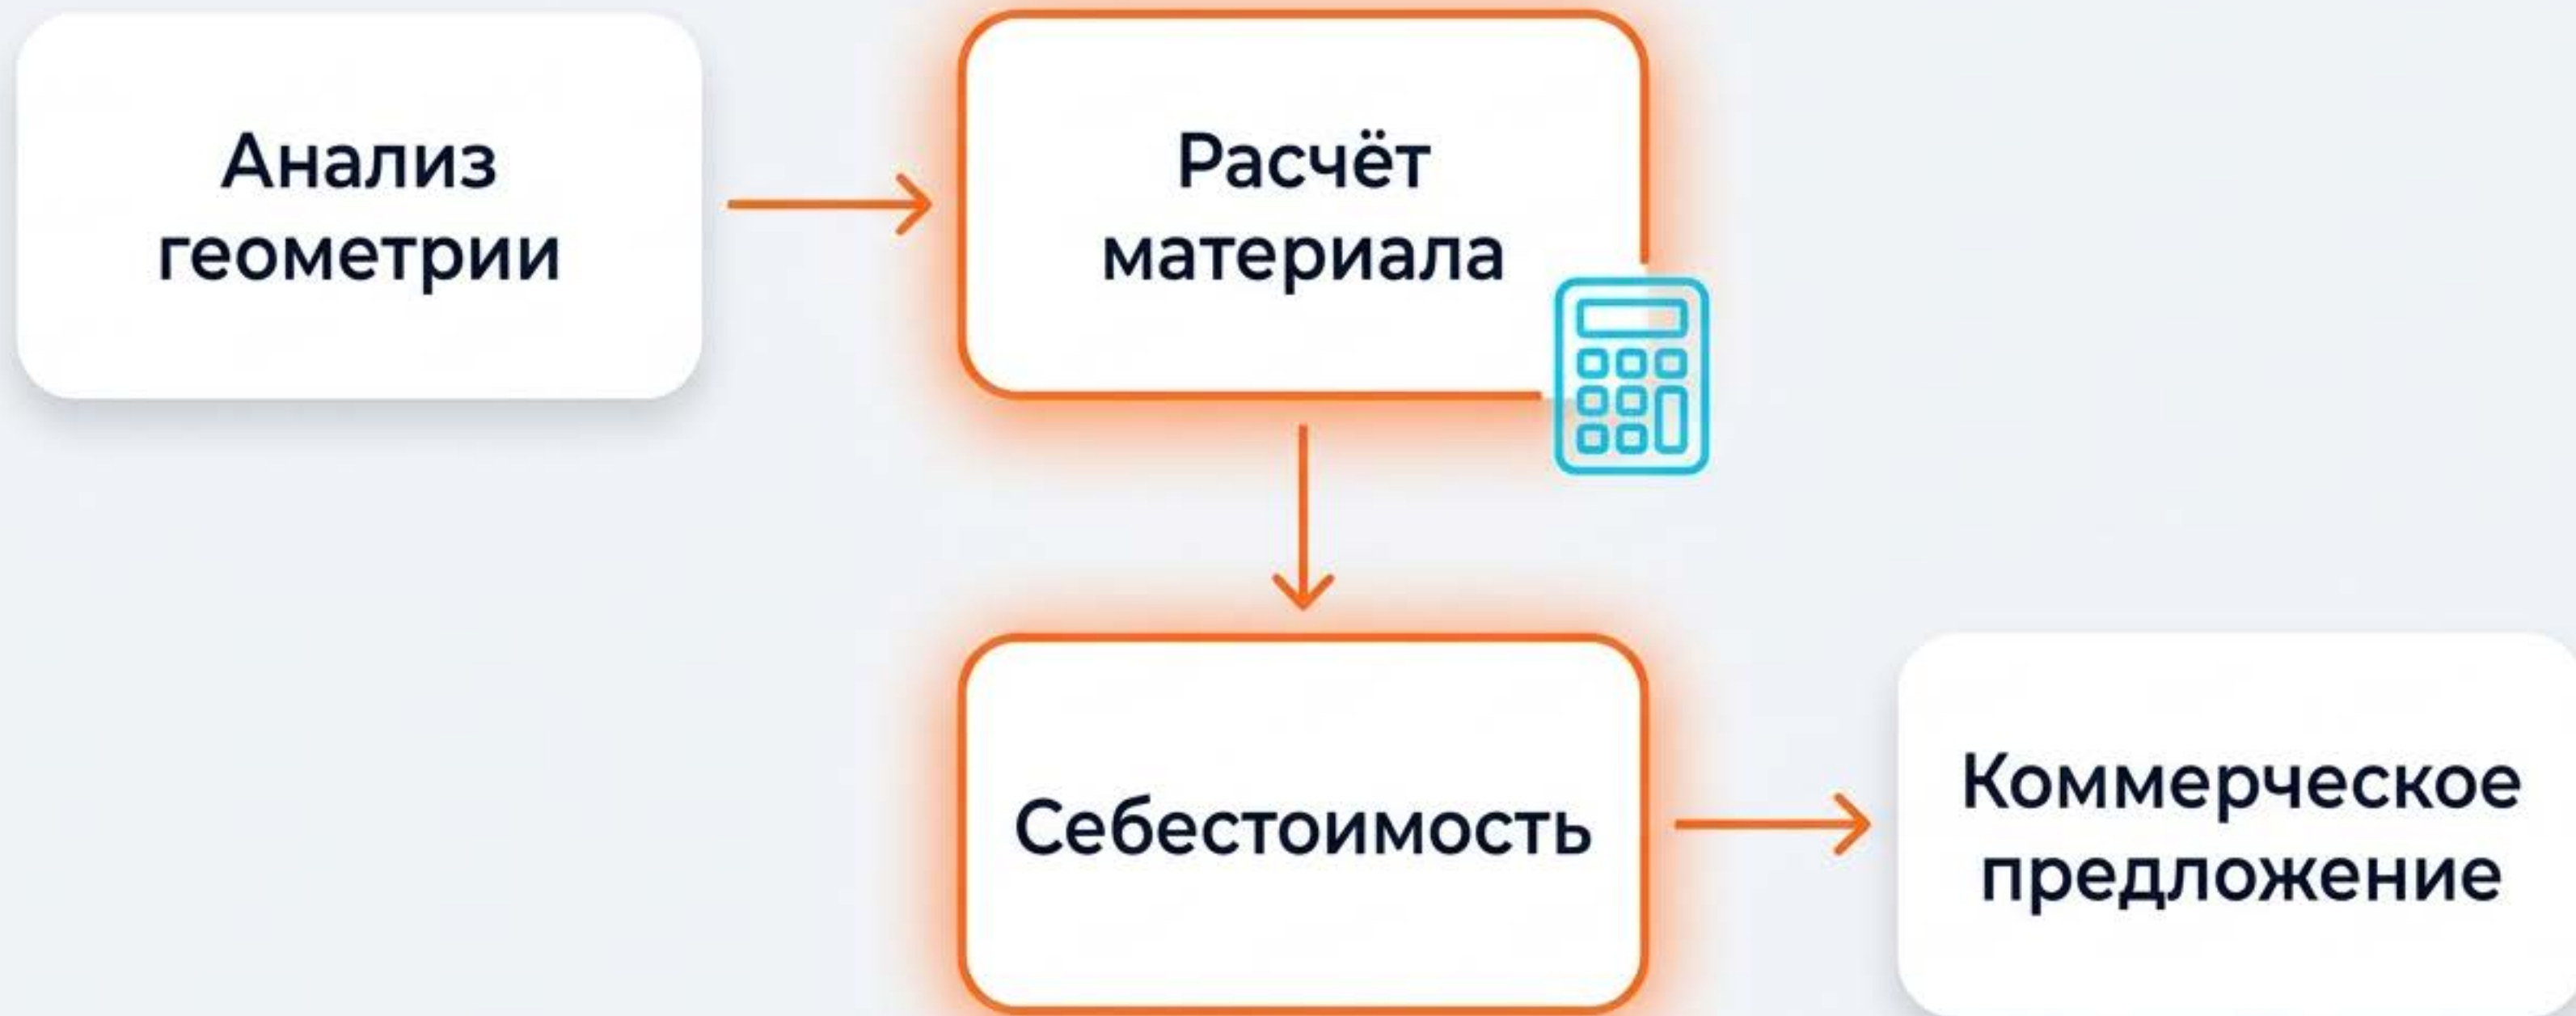 Анализ
геометрии
Расчёт
материала
Себестоимость
Коммерческое
предложение